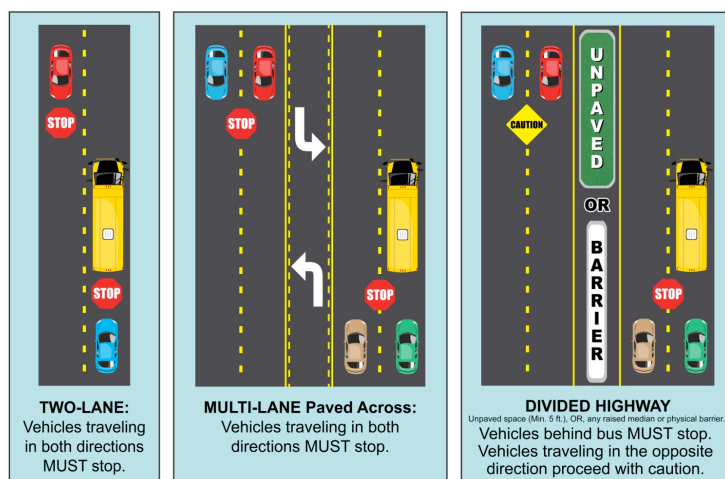 STOP
STOP
TWO-LANE:
Vehicles traveling
in both directions
MUST stop.
STOP
STOP
MULTI-LANE Paved Across:
Vehicles traveling in both
directions MUST stop.
CAUTION
UNPAVED
OR
BARRIER
STOP
DIVIDED HIGHWAY
Unpaved space (Min. 5 ft.), OR, any raised median or physical barrier.
Vehicles behind bus MUST stop.
Vehicles traveling in the opposite
direction proceed with caution.